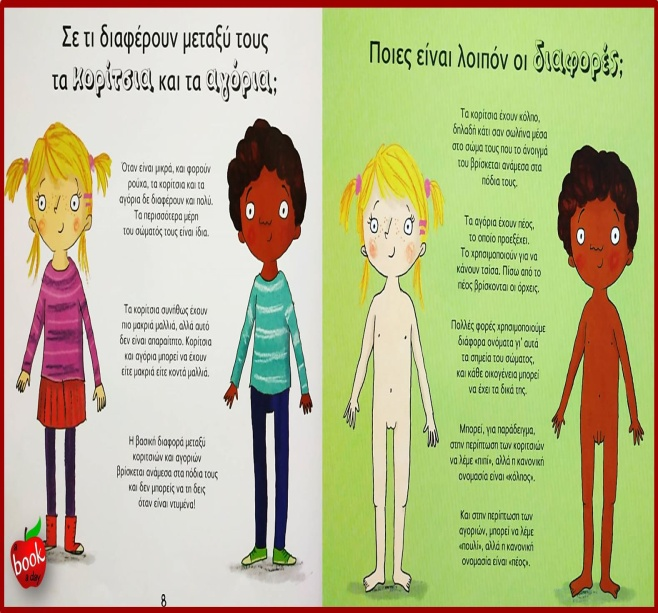 Σε τι διαφέρουν μεταξύ τους
τα κορίτσια και τα αγόρια;
Όταν είναι μικρά, και φορούν
ρούχα, τα κορίτσια και τα
αγόρια δε διαφέρουν και πολύ.
Τα περισσότερα μέρη
του σώματός τους είναι ίδια.
Τα κορίτσια συνήθως έχουν
πιο μακριά μαλλιά, αλλά αυτό
δεν είναι απαραίτητο. Κορίτσια
και αγόρια μπορεί να έχουν
είτε μακριά είτε κοντά μαλλιά.
Η βασική διαφορά μεταξύ
κοριτσιών και αγοριών
βρίσκεται ανάμεσα στα πόδια τους
και δεν μπορείς να τη δεις
όταν είναι ντυμένα!
book
a day
8
Ποιες είναι λοιπόν οι διαφορές;
Τα κορίτσια έχουν κόλπο,
δηλαδή κάτι σαν σωλήνα μέσα
στο σώμα τους που το άνοιγμά
του βρίσκεται ανάμεσα στα
πόδια τους.
Τα αγόρια έχουν πέος,
το οποίο προεξέχει.
Το χρησιμοποιούν για να
κάνουν τσίσα. Πίσω από το
πέος βρίσκονται οι όρχεις.
Πολλές φορές χρησιμοποιούμε
διάφορα ονόματα γι' αυτά
τα σημεία του σώματος,
και κάθε οικογένεια μπορεί
να έχει τα δικά της.
Μπορεί, για παράδειγμα,
στην περίπτωση των κοριτσιών
να λέμε «πιπί», αλλά η κανονική
ονομασία είναι «κόλπος».
Και στην περίπτωση των
αγοριών, μπορεί να λέμε
«πουλί», αλλά η κανονική
ονομασία είναι «πέος».